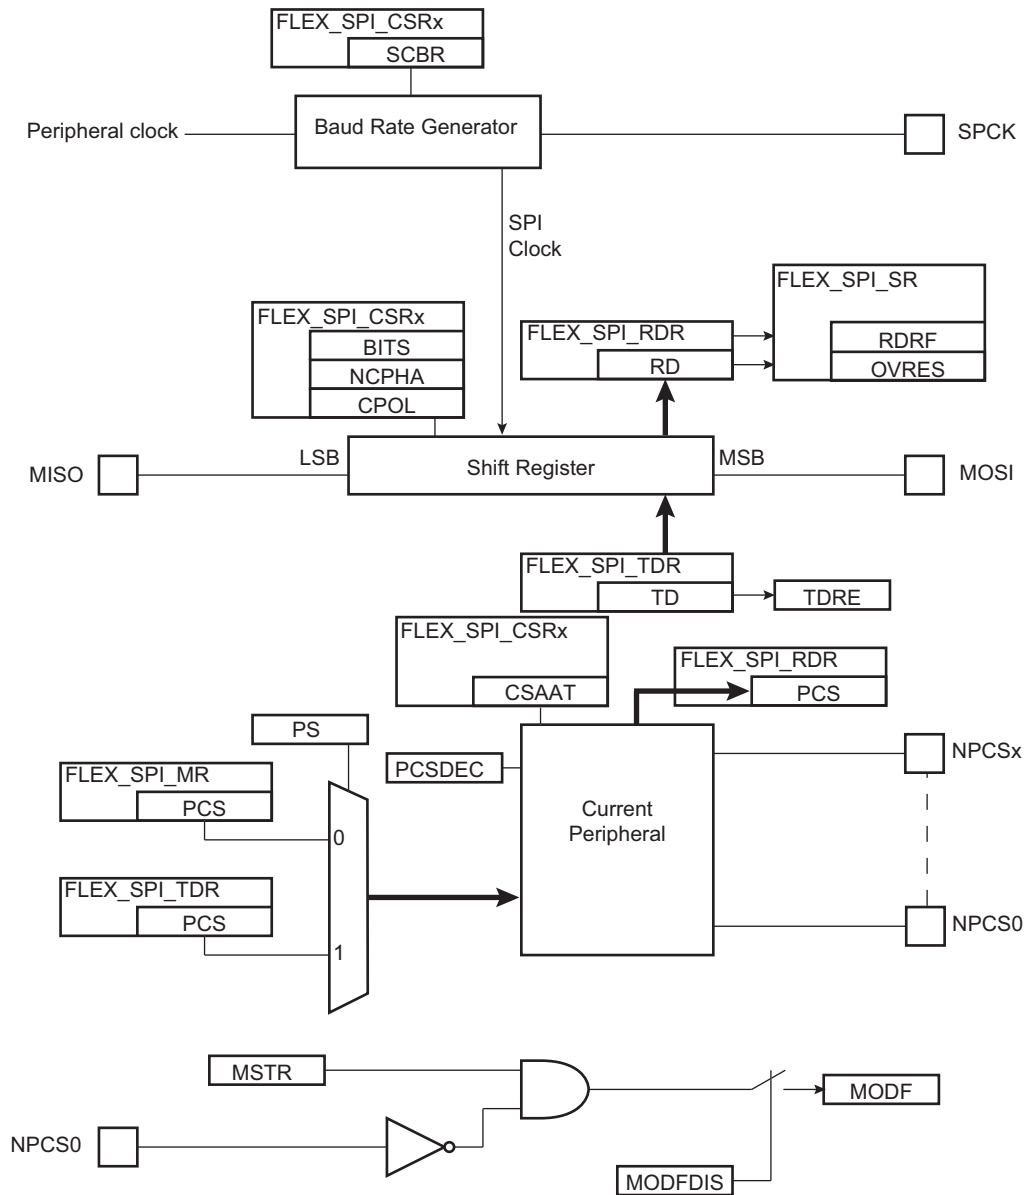 FLEX_SPI_CSRx
SCBR
Peripheral clock
Baud Rate Generator
SPCK
SPI
Clock
FLEX_SPI_SR
FLEX_SPI_CSRx
FLEX_SPI_RDR
RDRF
BITS
RD
OVRES
NCPHA
CPOL
LSB
MSB
MISO
Shift Register
MOSI
FLEX_SPI_TDR
TD
TDRE
FLEX_SPI_CSRx
FLEX_SPI_RDR
CSAAT
PCS
PS
NPCSx
FLEX_SPI_MR
PCSDEC
PCS
Current
Peripheral
0
FLEX_SPI_TDR
PCS
NPCS0
1
MSTR
MODF
NPCS0
MODFDIS